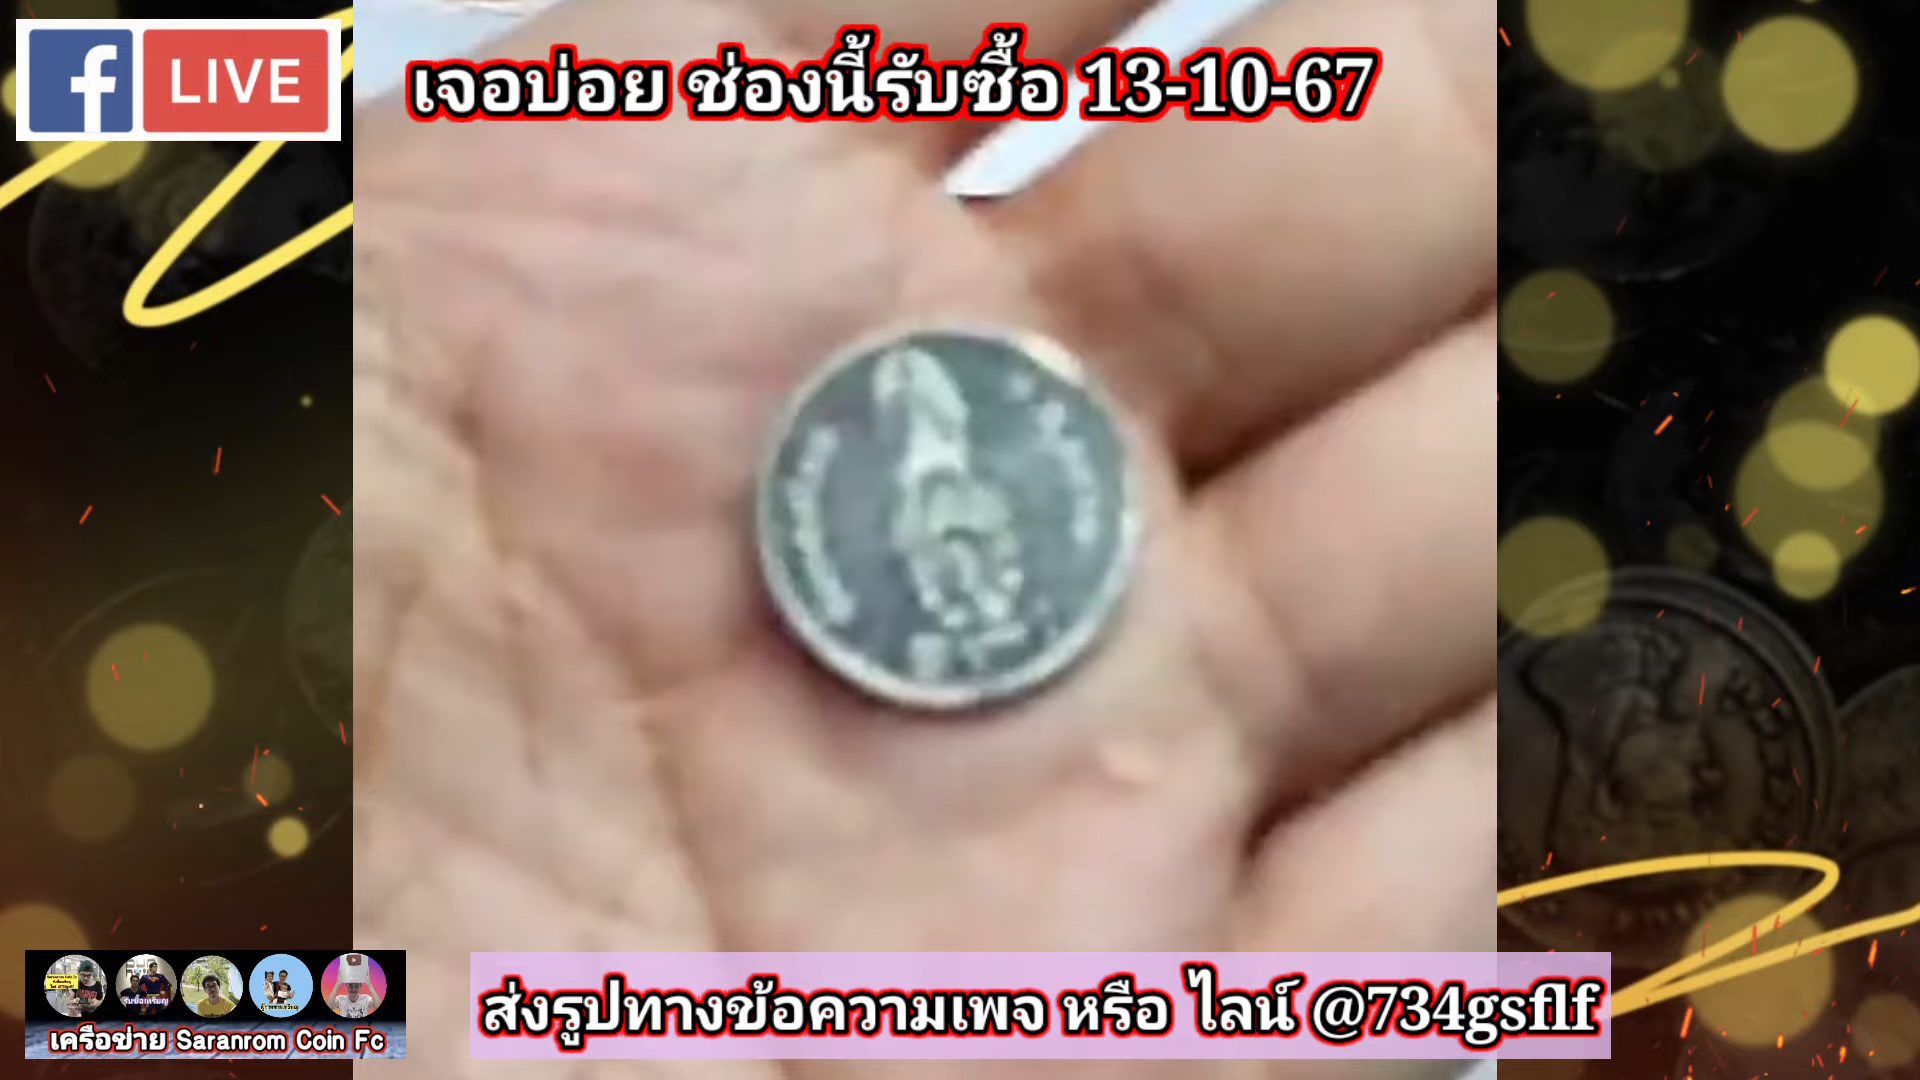 f LIVE
เจอบ่อย ช่องนี้รับซื้อ 13-10-67
เครือข่าย Saranrom Coin Fc
ส่งรูปทางข้อความเพจ หรือ ไลน์ @734gsflf